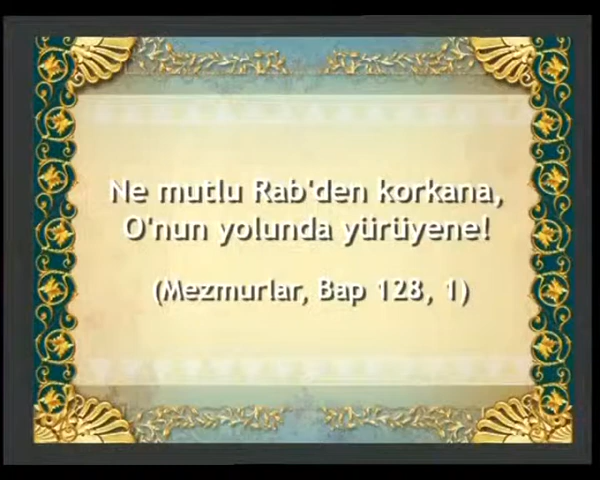 Ne mutlu Rab'den korkana,
O'nun yolunda yürüyene!
(Mezmurlar, Bap 128, 1)